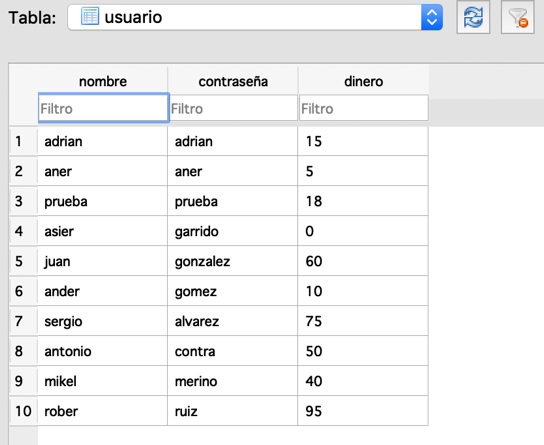 Tabla: usuario
nombre contraseña dinero
Filtro Filtro Filtro
1 adrian adrian 15
2 aner aner 5
3 prueba prueba 18
4 asier garrido 0
5 juan gonzalez 60
6 ander gomez 10
7 sergio alvarez 75
8 antonio contra 50
9 mikel merino 40
10 rober ruiz 95